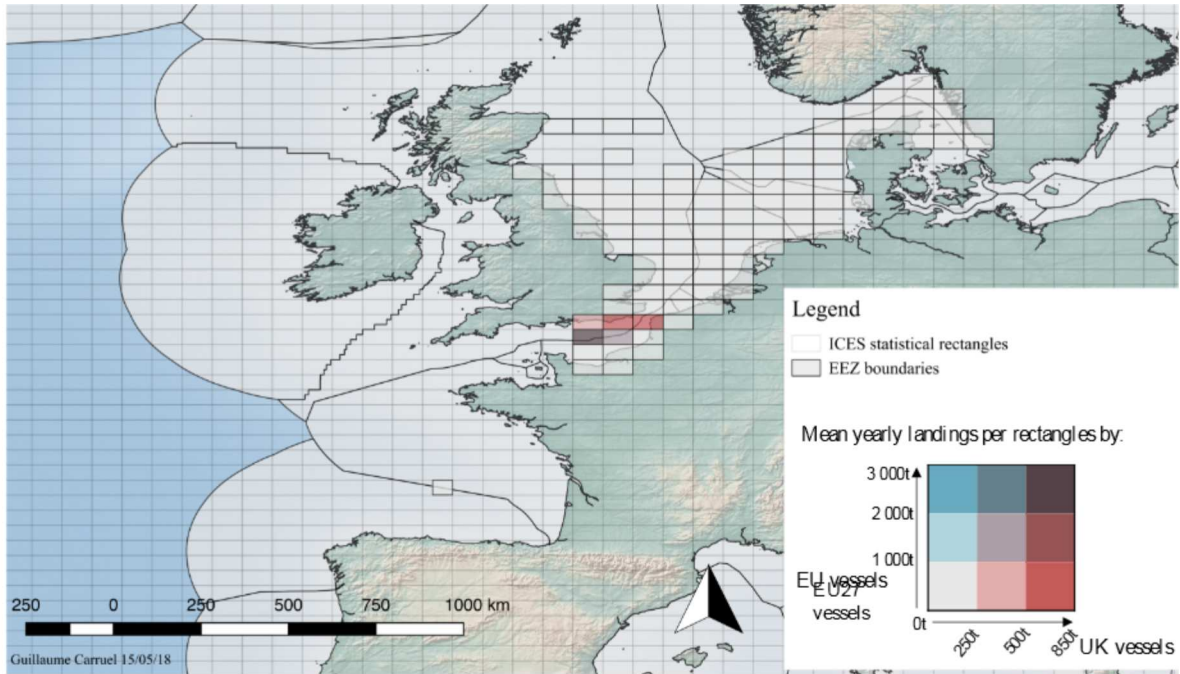 Legend
ICES statistical rectangles
EEZ boundaries
Mean yearly landings per rectangles by:
3 000t
2 000t
1 000t
EU vessels
EU27
vessels
0t
250t
500t
850t
UK vessels
250 0 250 500 750 1000 km
Guillaume Carruel 15/05/18